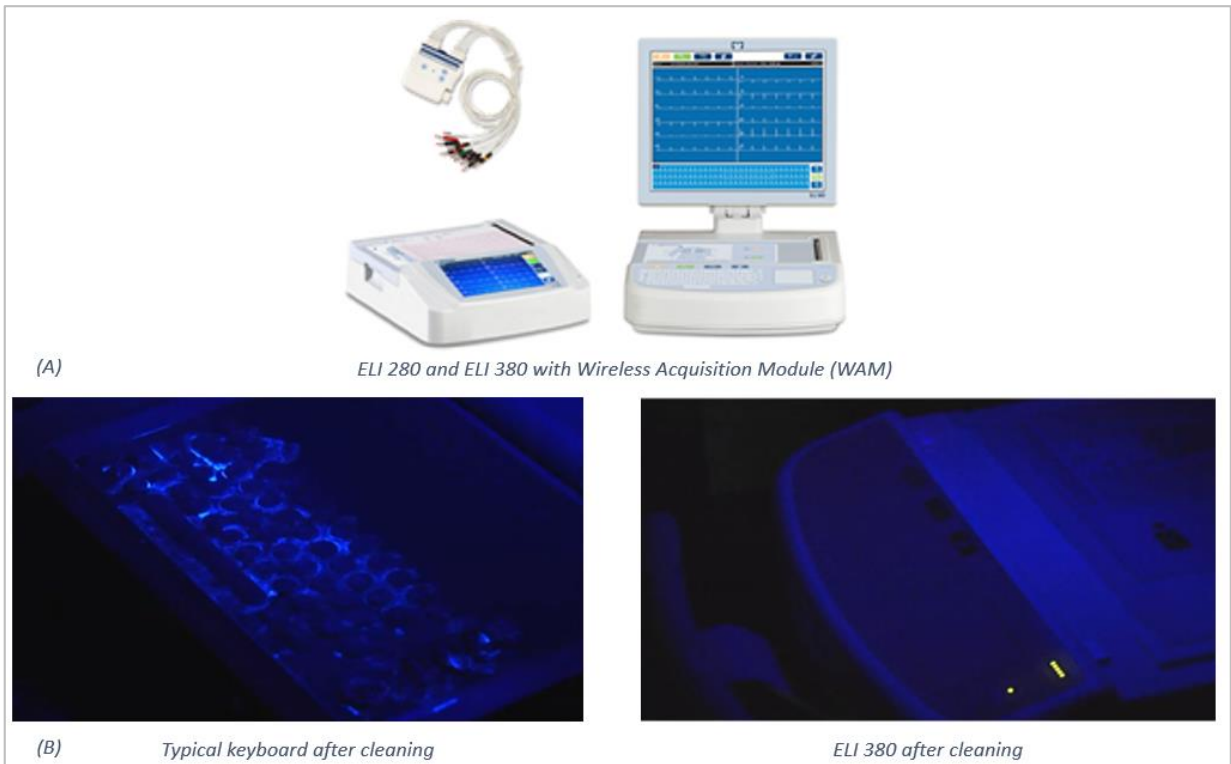 (A)
ELI 280 and ELI 380 with Wireless Acquisition Module (WAM)
(B)
Typical keyboard after cleaning
ELI 380 after cleaning